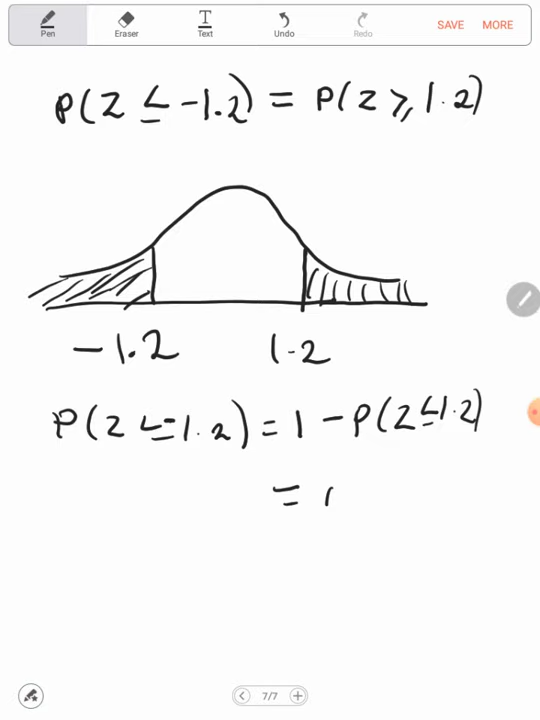 Pen Eraser Text Undo Redo SAVE MORE
P(Z ≤ -1.2) = P(Z ≥ 1.2)
-1.2 1.2
P(Z ≤ -1.2) = 1 - P(Z ≤ 1.2)
=
7/7